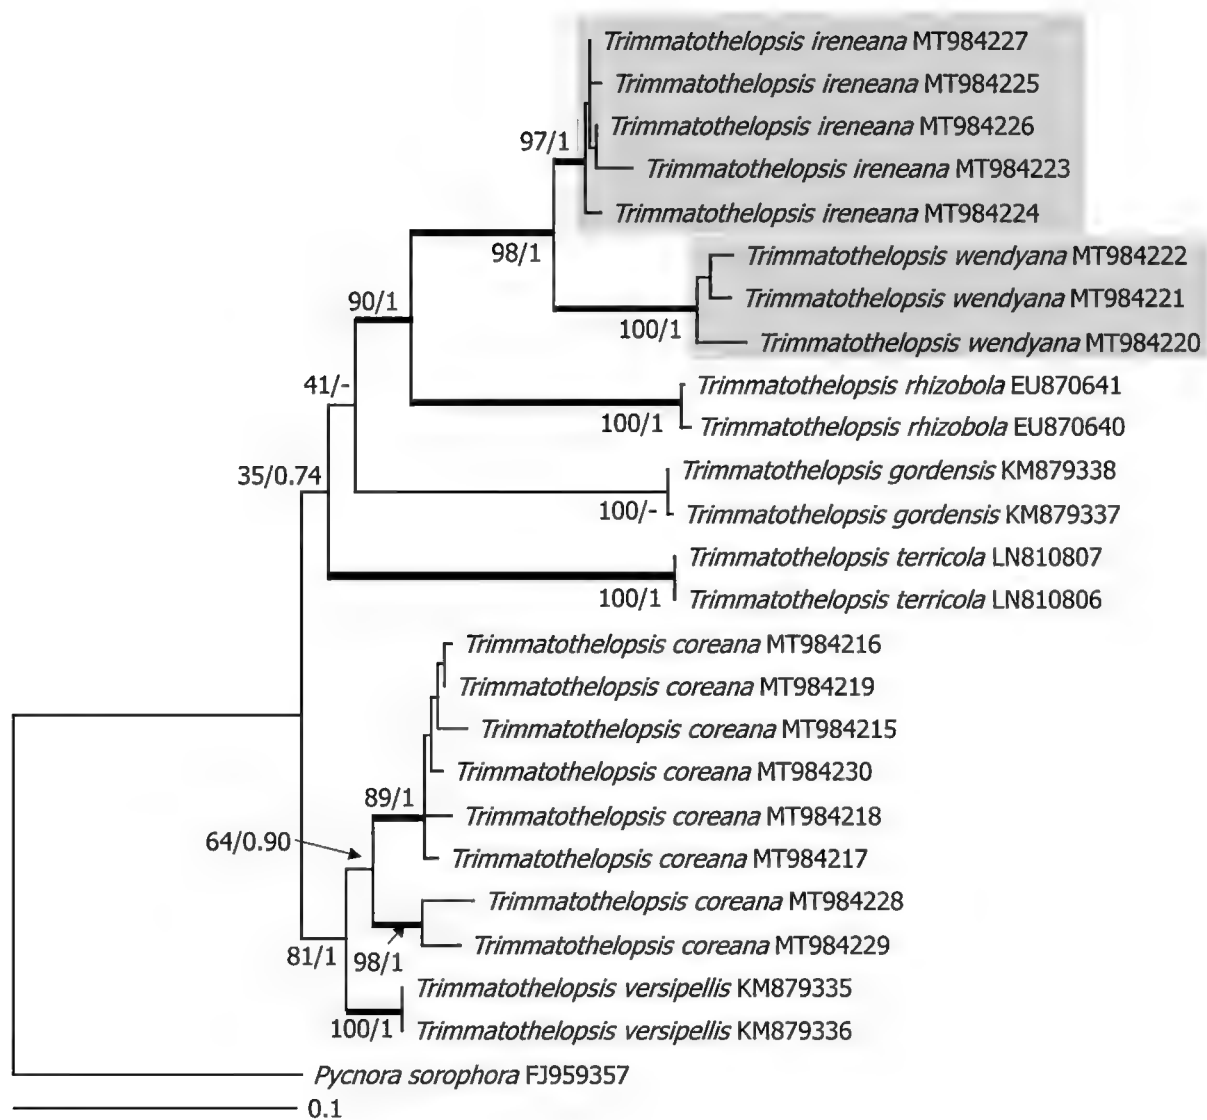 Trimmatothelopsis ireneana MT984227
Trimmatothelopsis ireneana MT984225
Trimmatothelopsis ireneana MT984226
97/1
Trimmatothelopsis ireneana MT984223
Trimmatothelopsis ireneana MT984224
98/1
Trimmatothelopsis wendyana MT984222
Trimmatothelopsis wendyana MT984221
90/1
100/1
Trimmatothelopsis wendyana MT984220
41/-
Trimmatothelopsis rhizobola EU870641
100/1
Trimmatothelopsis rhizobola EU870640
35/0.74
Trimmatothelopsis gordensis KM879338
100/-
Trimmatothelopsis gordensis KM879337
Trimmatothelopsis terricola LN810807
100/1
Trimmatothelopsis terricola LN810806
Trimmatothelopsis coreana MT984216
Trimmatothelopsis coreana MT984219
Trimmatothelopsis coreana MT984215
Trimmatothelopsis coreana MT984230
89/1
Trimmatothelopsis coreana MT984218
64/0.90
Trimmatothelopsis coreana MT984217
Trimmatothelopsis coreana MT984228
Trimmatothelopsis coreana MT984229
81/1
98/1
Trimmatothelopsis versipellis KM879335
100/1
Trimmatothelopsis versipellis KM879336
Pycnora sorophora FJ959357
0.1